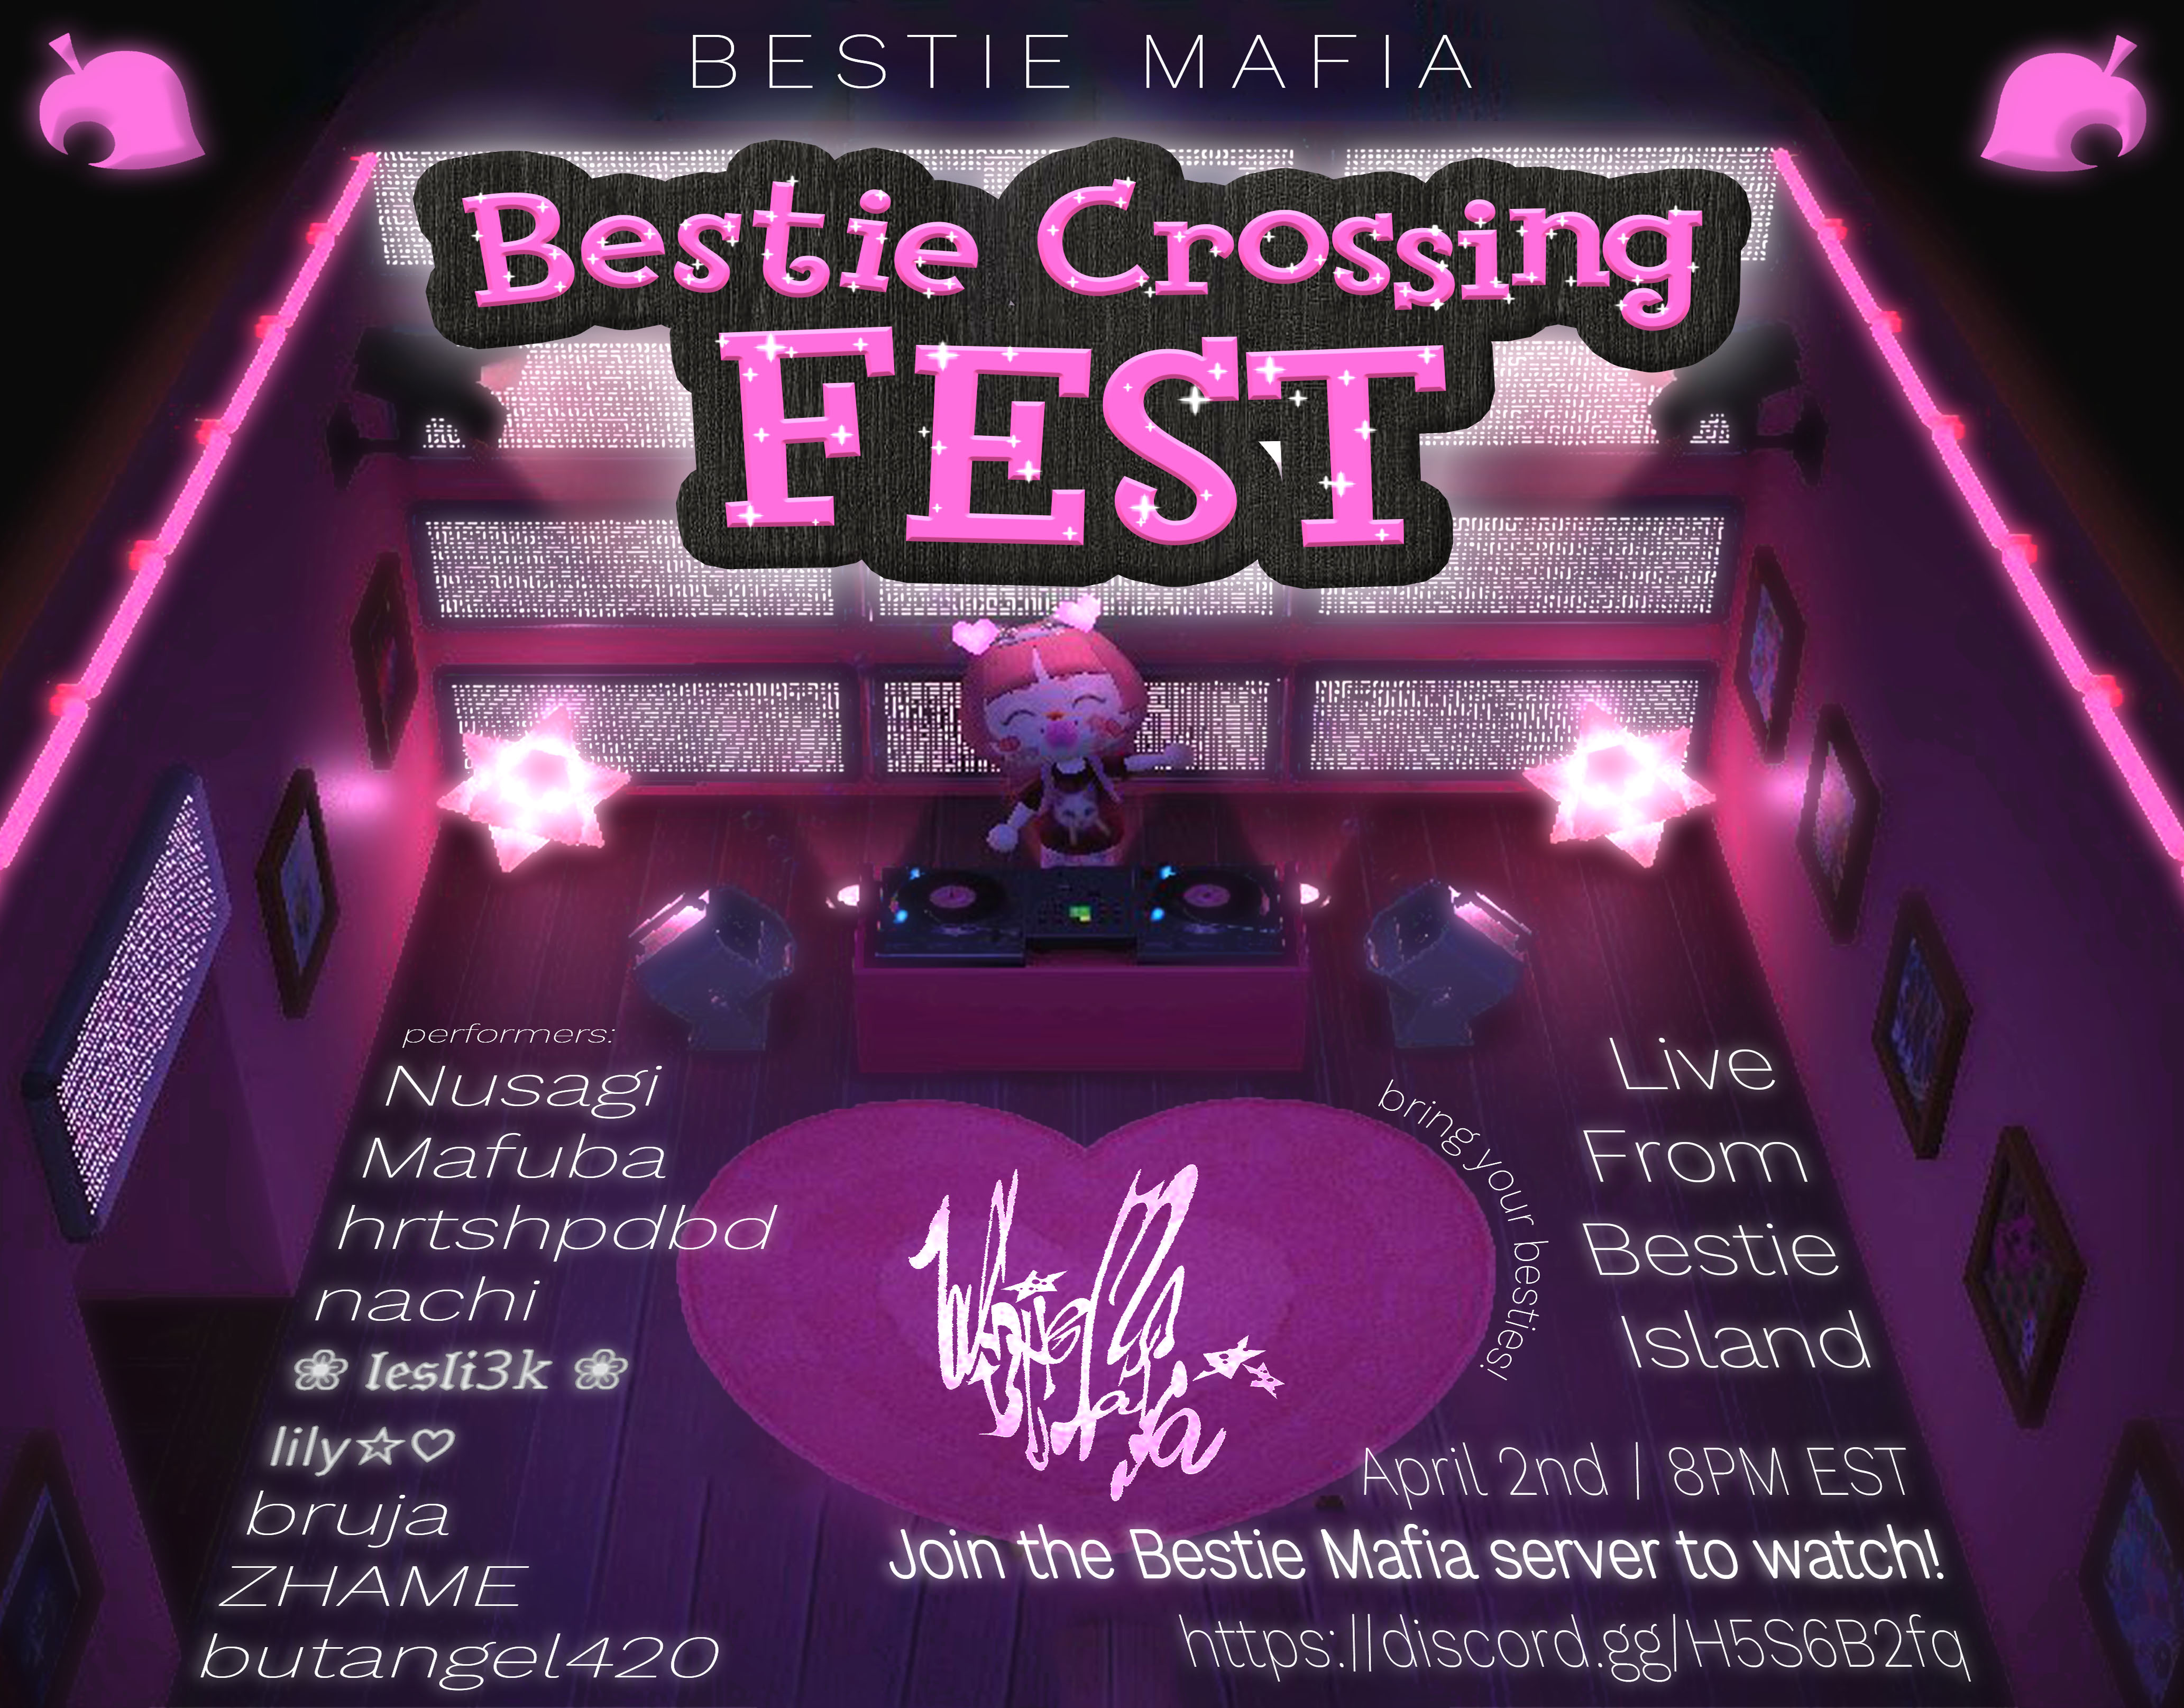 BESTIE MAFIA
Bestie Crossing
FEST
performers:
Nusagi
Mafuba
hrtshpdbd
nachi
❀ lesli3k ❀
lily☆♡
bruja
ZHAME
butangel420
bring your besties!
Live
From
Bestie
Island
April 2nd | 8PM EST
Join the Bestie Mafia server to watch!
https://discord.gg/H5S6B2fq